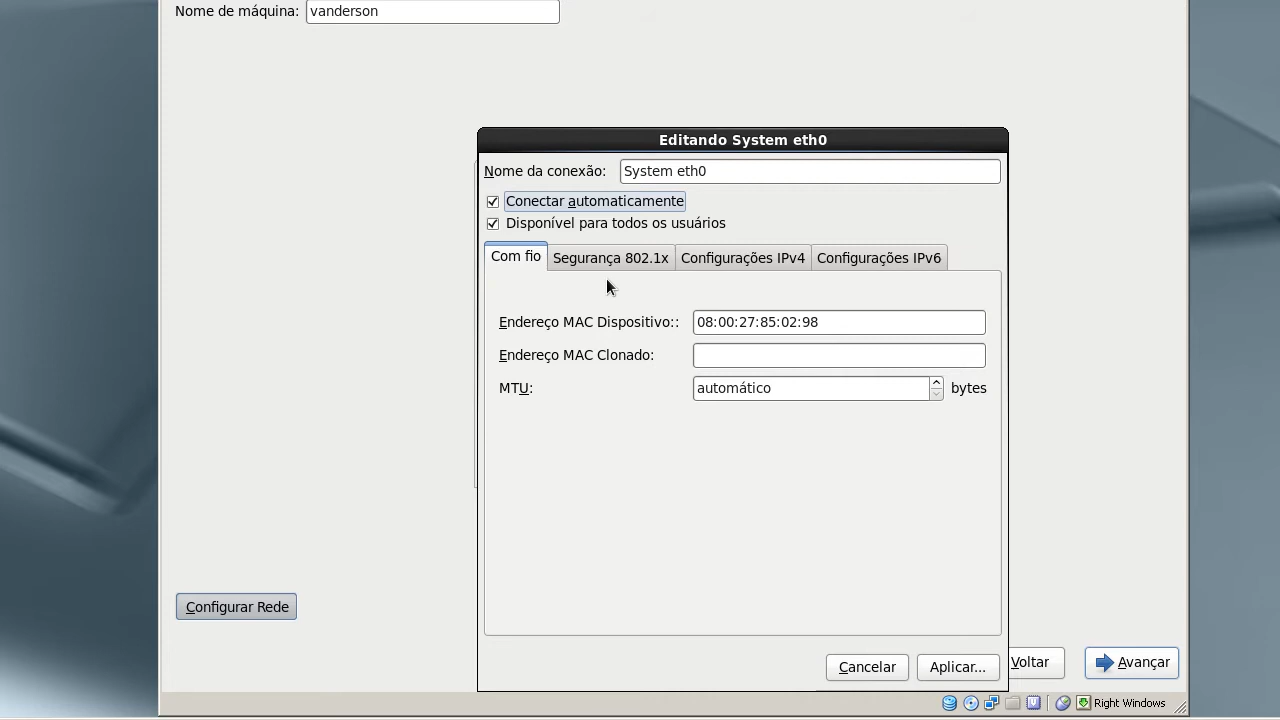 Nome de máquina: vanderson
Editando System eth0
Nome da conexão: System eth0
Conectar automaticamente
Disponível para todos os usuários
Com fio Segurança 802.1x Configurações IPv4 Configurações IPv6
Endereço MAC Dispositivo:: 08:00:27:85:02:98
Endereço MAC Clonado:
MTU: automático bytes
Configurar Rede
Cancelar Aplicar... Voltar Avançar
Right Windows